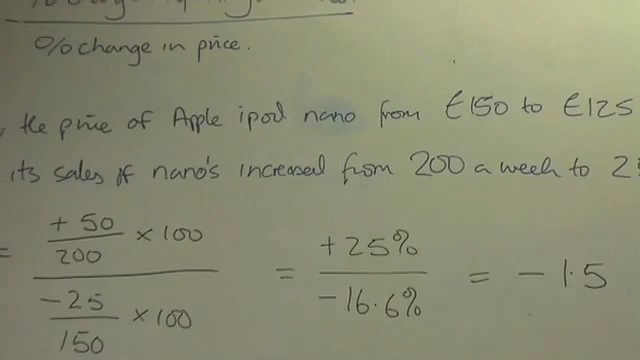 % change in price.
the price of Apple ipod nano from £150 to £125
its sales of nano's increased from 200 a week to 2
= +50/200 × 100 / -25/150 × 100 = +25% / -16.6% = -1.5